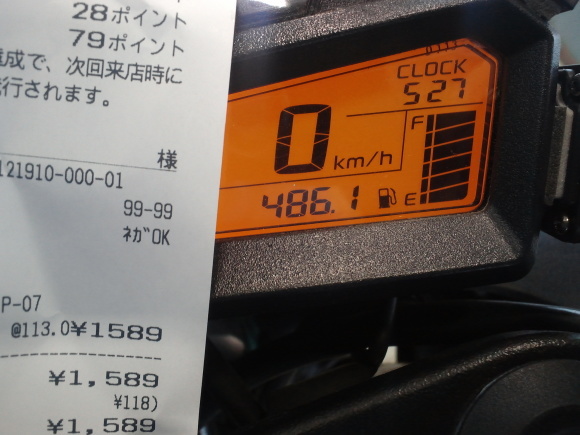 28ポイント
79ポイント
成で、次回来店時に
行されます。
様
121910-000-01
99-99
ﾈｶﾞOK
P-07
@113.0¥1589
¥1,589
¥118)
¥1,589
CLOCK
5:27
0 km/h
F
486.1
E